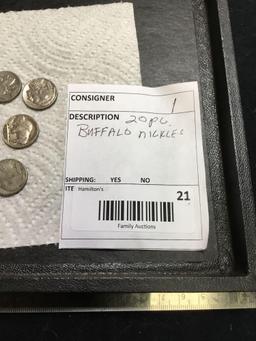 CONSIGNER 1
DESCRIPTION 20 pc.
BUFFALO NICKLES
SHIPPING: YES NO
ITE Hamilton's 21
Family Auctions